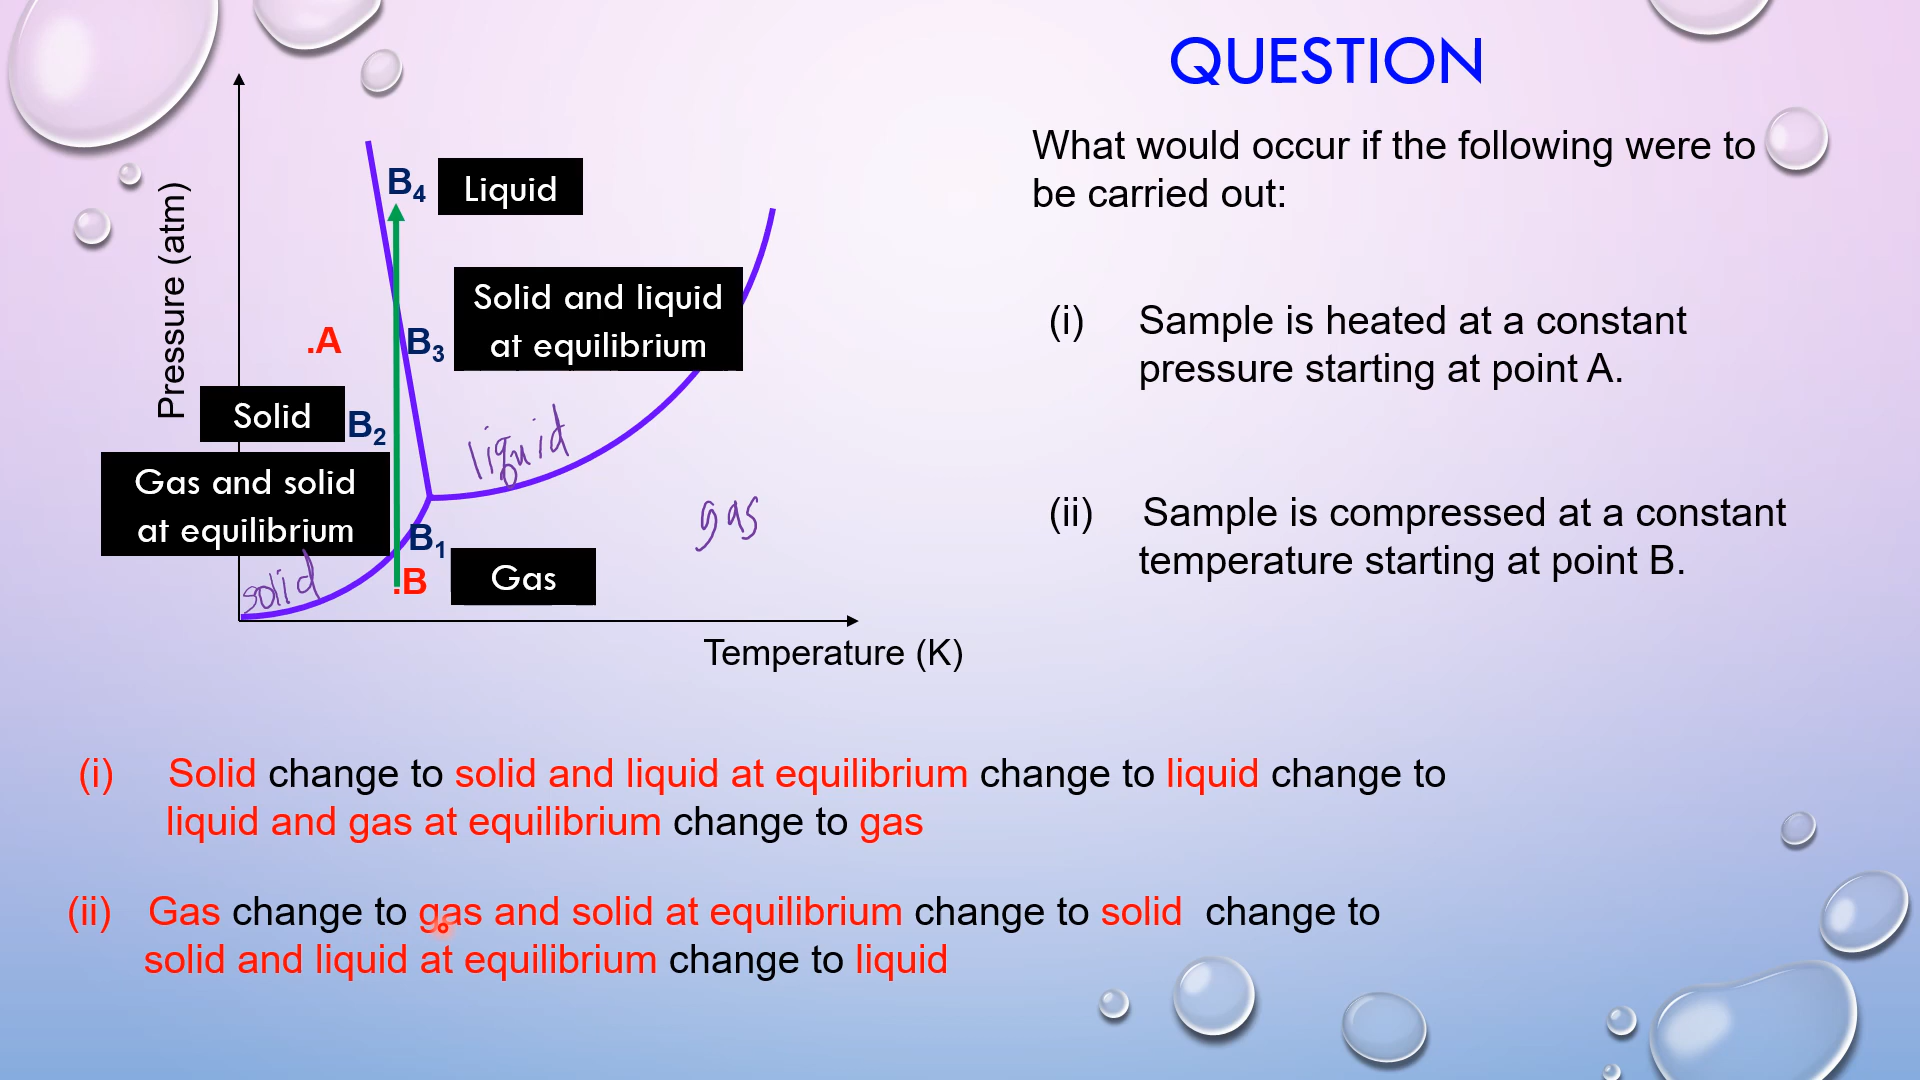 QUESTION
What would occur if the following were to
be carried out:
(i) Sample is heated at a constant
pressure starting at point A.
(ii) Sample is compressed at a constant
temperature starting at point B.
Pressure (atm)
B4
Liquid
Solid and liquid
at equilibrium
.A
B3
Solid
B2
liquid
Gas and solid
at equilibrium
gas
B1
solid
.B
Gas
Temperature (K)
(i) Solid change to solid and liquid at equilibrium change to liquid change to
liquid and gas at equilibrium change to gas
(ii) Gas change to gas and solid at equilibrium change to solid change to
solid and liquid at equilibrium change to liquid